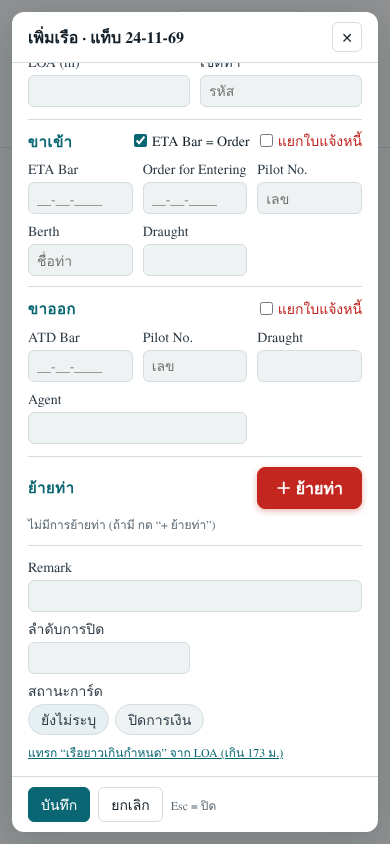 เพิ่มเรือ · แท็บ 24-11-69
✕
LOA (m)
รหัส
ขาเข้า
ETA Bar = Order
แยกใบแจ้งหนี้
ETA Bar
Order for Entering
Pilot No.
__-__-____
__-__-____
เลข
Berth
Draught
ชื่อท่า
ขาออก
แยกใบแจ้งหนี้
ATD Bar
Pilot No.
Draught
__-__-____
เลข
Agent
ย้ายท่า
+ ย้ายท่า
ไม่มีการย้ายท่า (ถ้ามี กด “+ ย้ายท่า”)
Remark
ลำดับการปิด
สถานะการ์ด
ยังไม่ระบุ
ปิดการเงิน
แทรก “เรือยาวเกินกำหนด” จาก LOA (เกิน 173 ม.)
บันทึก
ยกเลิก
Esc = ปิด